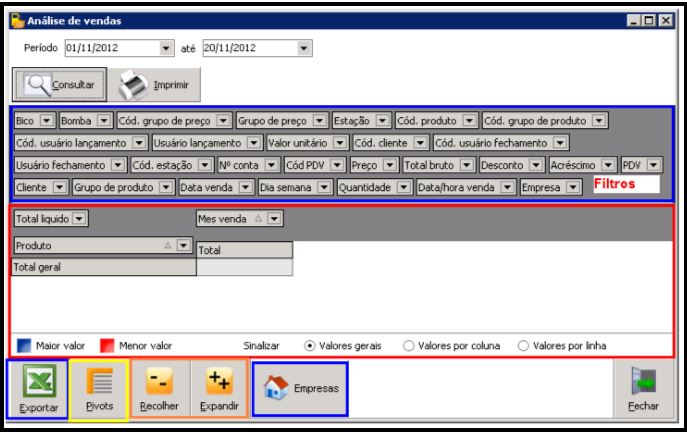 Análise de vendas
Período 01/11/2012 até 20/11/2012
Consultar Imprimir
Bico Bomba Cód. grupo de preço Grupo de preço Estação Cód. produto Cód. grupo de produto
Cód. usuário lançamento Usuário lançamento Valor unitário Cód. cliente Cód. usuário fechamento
Usuário fechamento Cód. estação Nº conta Cód PDV Preço Total bruto Desconto Acréscimo PDV
Cliente Grupo de produto Data venda Dia semana Quantidade Data/hora venda Empresa Filtros
Total liquido Mes venda
Produto Total
Total geral
Maior valor Menor valor Sinalizar Valores gerais Valores por coluna Valores por linha
Exportar Pivots Recolher Expandir Empresas Fechar